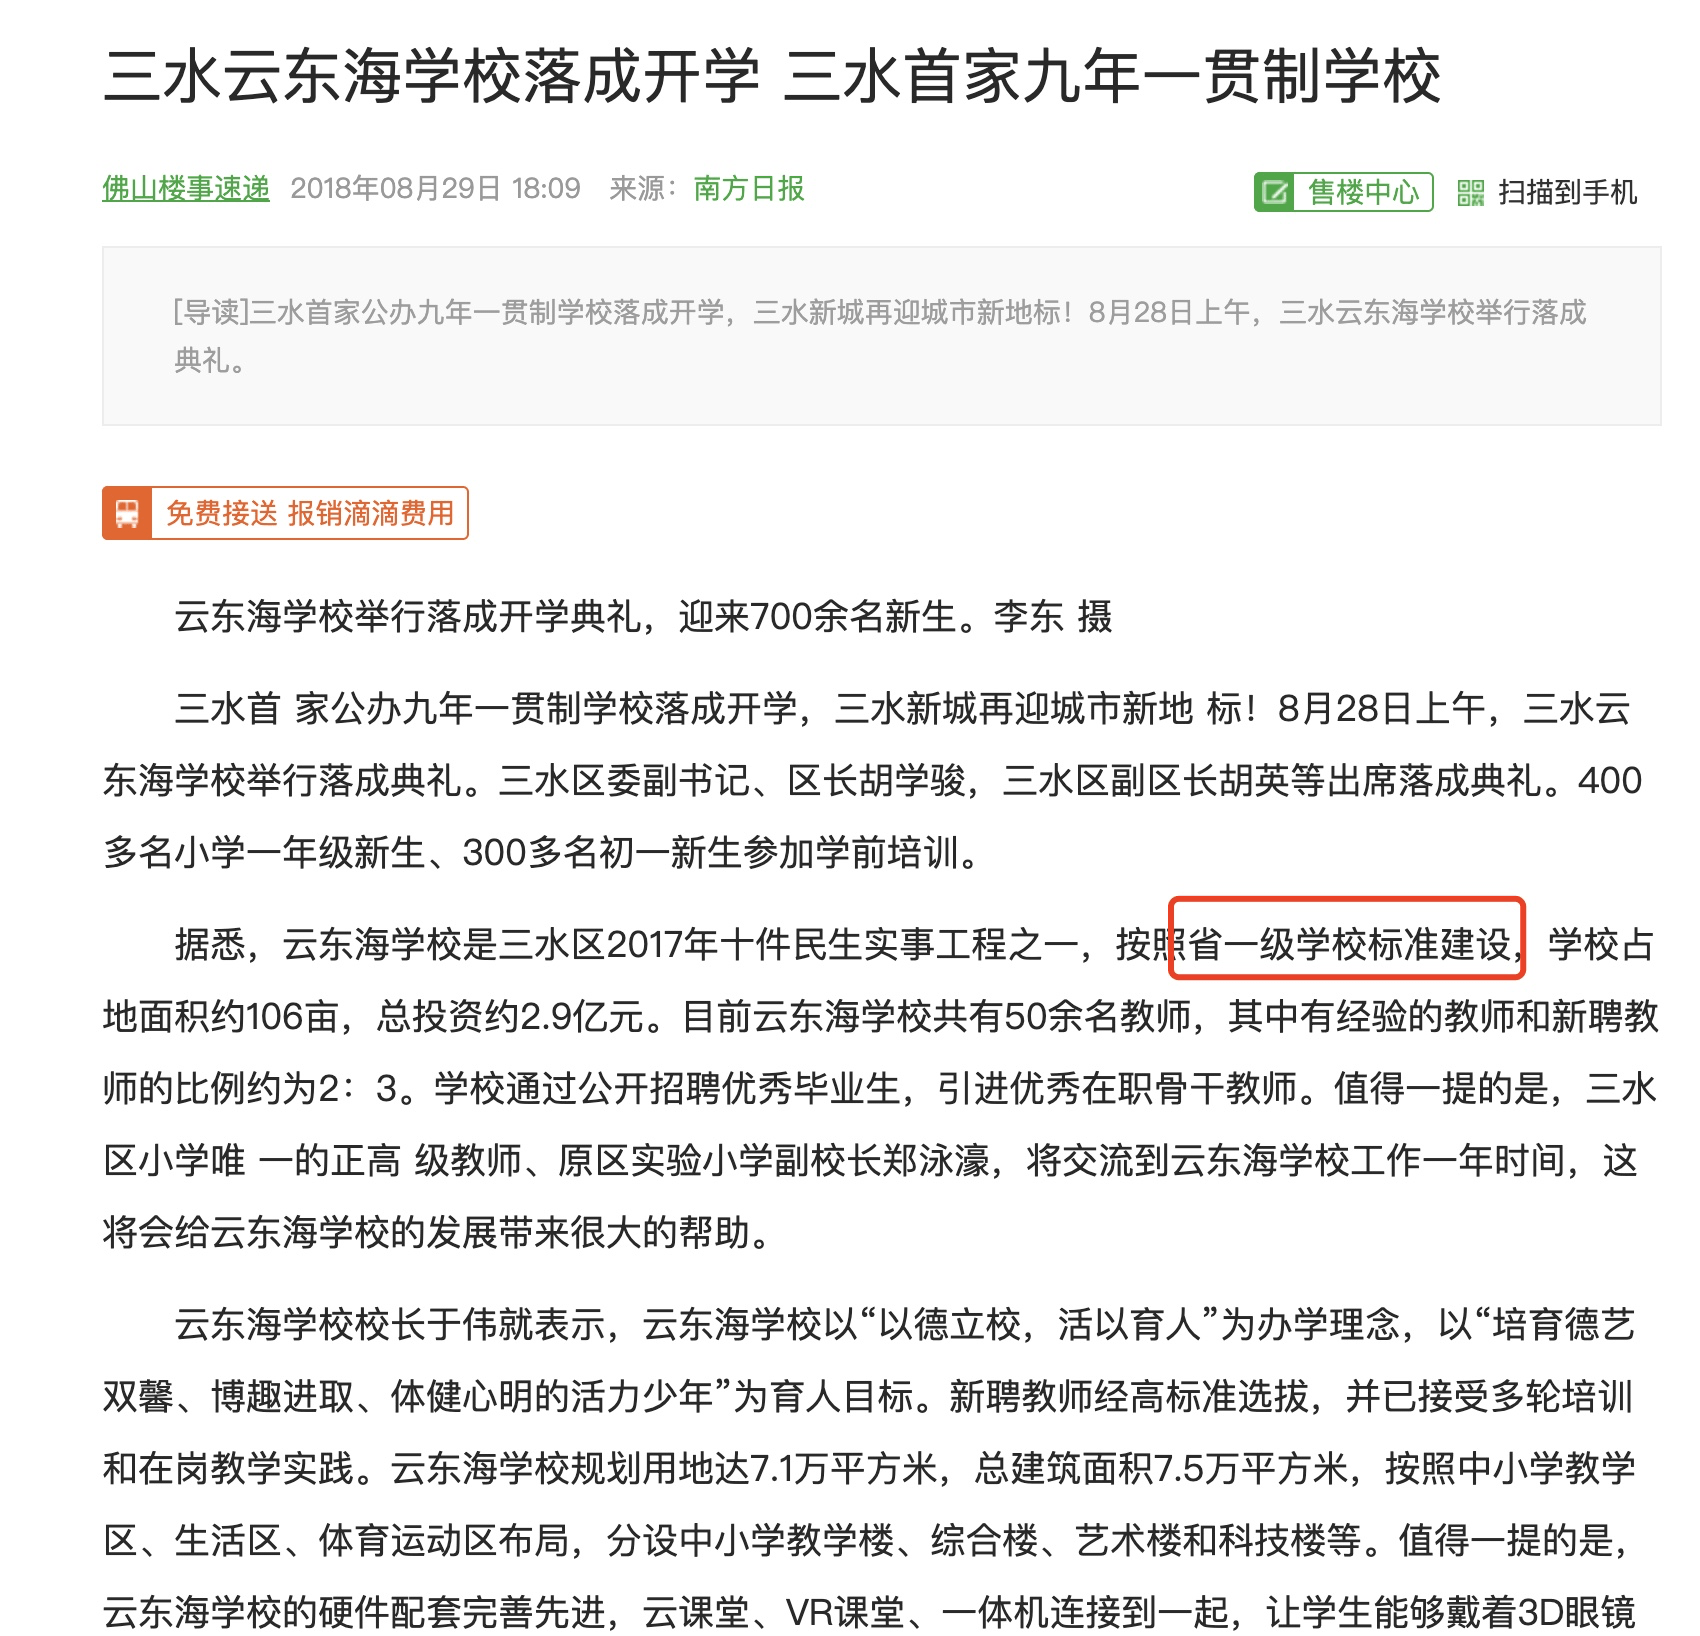 三水云东海学校落成开学 三水首家九年一贯制学校
佛山楼事速递 2018年08月29日 18:09 来源：南方日报 售楼中心 扫描到手机
[导读]三水首家公办九年一贯制学校落成开学，三水新城再迎城市新地标！8月28日上午，三水云东海学校举行落成
典礼。
免费接送 报销滴滴费用
云东海学校举行落成开学典礼，迎来700余名新生。李东 摄
三水首 家公办九年一贯制学校落成开学，三水新城再迎城市新地 标！8月28日上午，三水云
东海学校举行落成典礼。三水区委副书记、区长胡学骏，三水区副区长胡英等出席落成典礼。400
多名小学一年级新生、300多名初一新生参加学前培训。
据悉，云东海学校是三水区2017年十件民生实事工程之一，按照省一级学校标准建设，学校占
地面积约106亩，总投资约2.9亿元。目前云东海学校共有50余名教师，其中有经验的教师和新聘教
师的比例约为2：3。学校通过公开招聘优秀毕业生，引进优秀在职骨干教师。值得一提的是，三水
区小学唯 一的正高 级教师、原区实验小学副校长郑泳濠，将交流到云东海学校工作一年时间，这
将会给云东海学校的发展带来很大的帮助。
云东海学校校长于伟就表示，云东海学校以“以德立校，活以育人”为办学理念，以“培育德艺
双馨、博趣进取、体健心明的活力少年”为育人目标。新聘教师经高标准选拔，并已接受多轮培训
和在岗教学实践。云东海学校规划用地达7.1万平方米，总建筑面积7.5万平方米，按照中小学教学
区、生活区、体育运动区布局，分设中小学教学楼、综合楼、艺术楼和科技楼等。值得一提的是，
云东海学校的硬件配套完善先进，云课堂、VR课堂、一体机连接到一起，让学生能够戴着3D眼镜